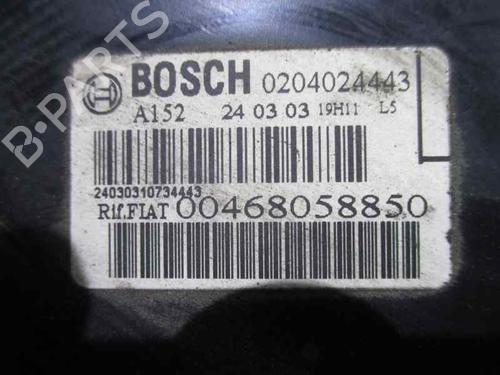 BOSCH 0204024443
A152 24 03 03 19H11 L5
24030310734443
Rif.FIAT 00468058850
B-PARTS